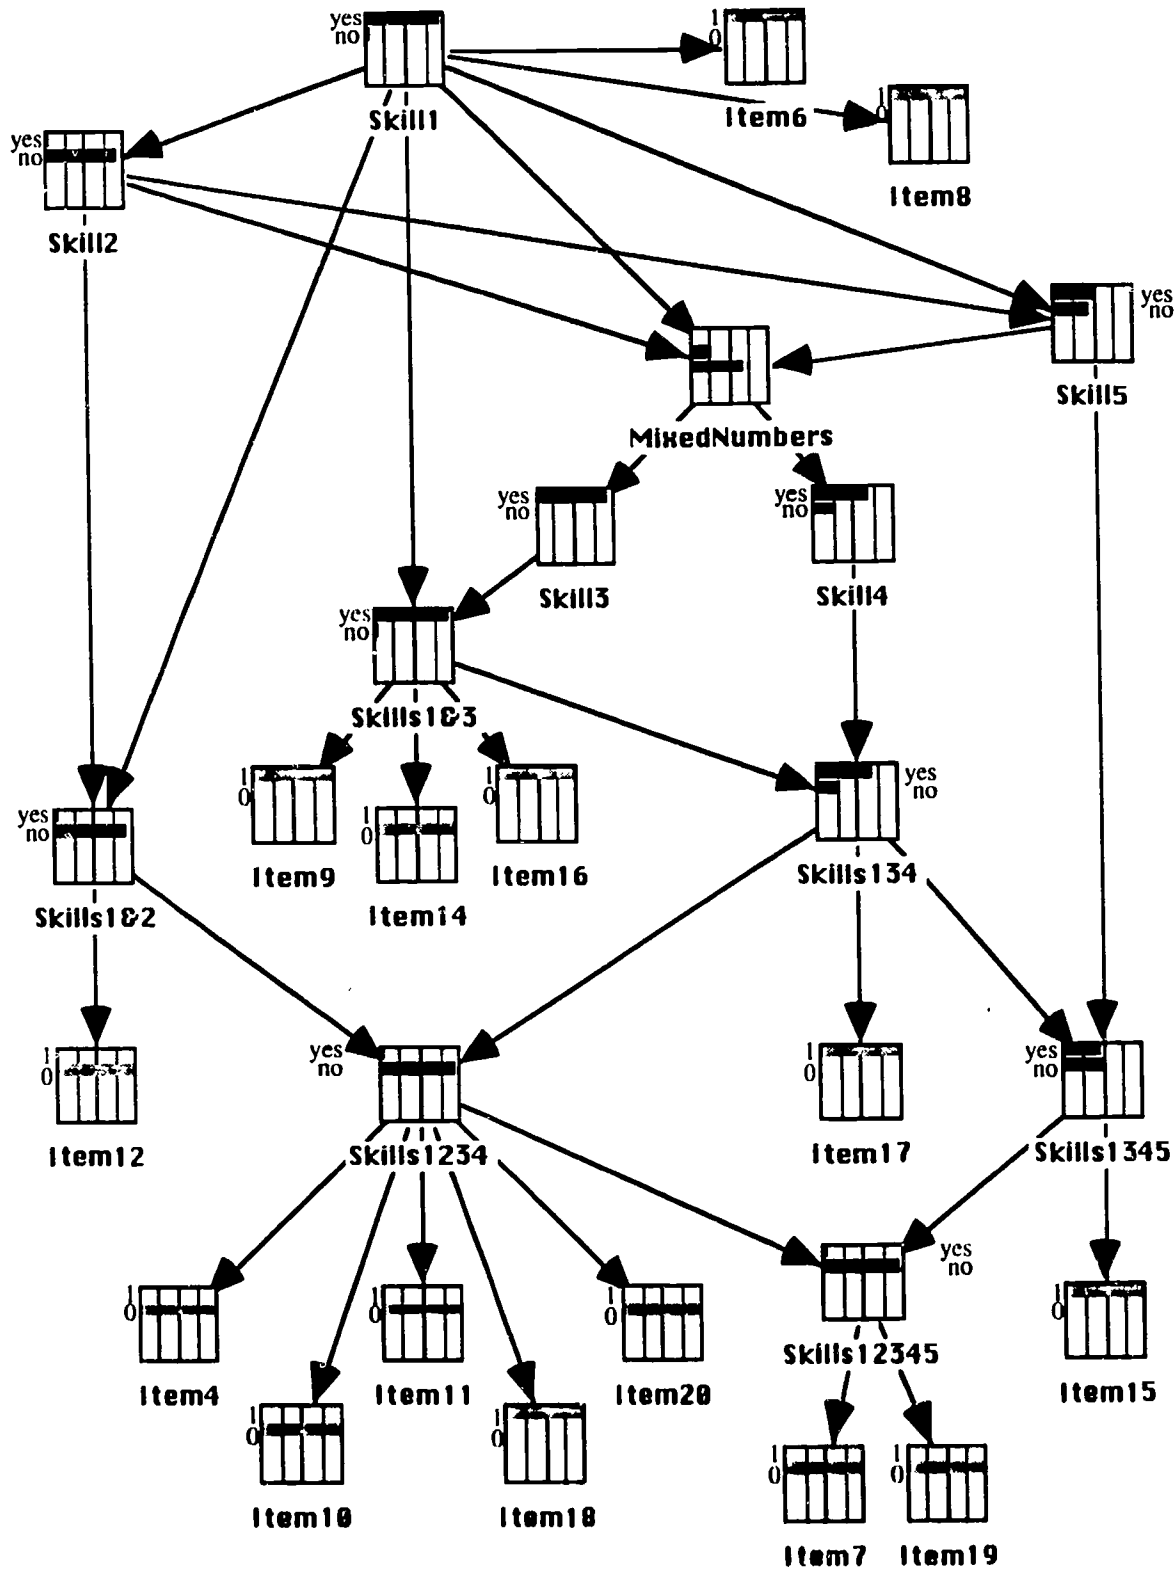 yes
no
Skill1
1
0
Item6
1
0
Item8
yes
no
Skill2
yes
no
Skill5
MixedNumbers
yes
no
Skill3
yes
no
Skill4
yes
no
Skills1&3
1
0
Item9
1
0
Item14
1
0
Item16
yes
no
Skills134
yes
no
Skills1&2
1
0
Item12
yes
no
Skills1234
1
0
Item17
yes
no
Skills1345
1
0
Item4
1
0
Item10
1
0
Item11
1
0
Item18
1
0
Item20
yes
no
Skills12345
1
0
Item15
1
0
Item7
1
0
Item19